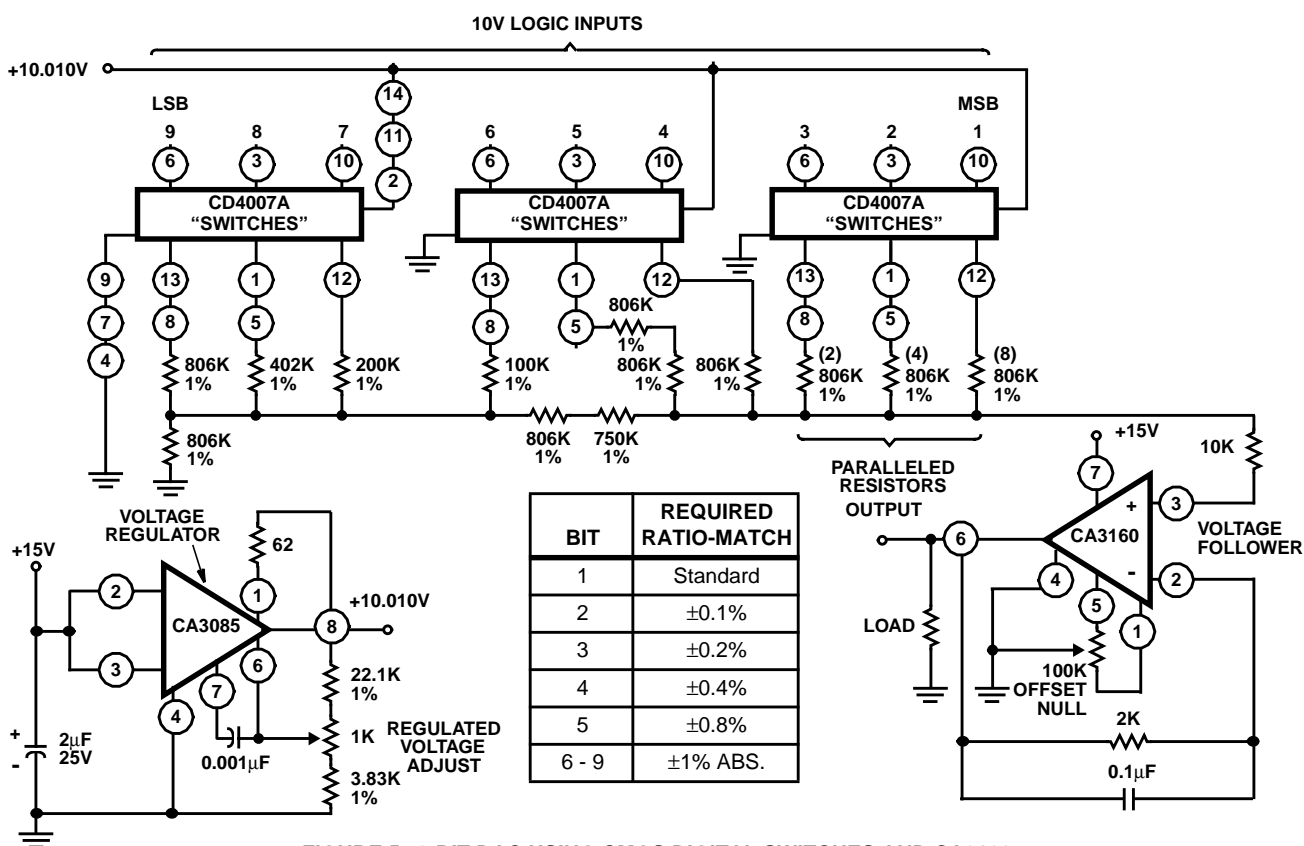 10V LOGIC INPUTS
+10.010V
LSB
MSB
14
11
2
9 8 7
6 3 10
6 5 4
6 3 10
3 2 1
6 3 10
CD4007A
“SWITCHES”
CD4007A
“SWITCHES”
CD4007A
“SWITCHES”
9
7
4
13 1 12
8 5
13 1 12
8 5
13 1 12
8 5
806K
1%
402K
1%
200K
1%
100K
1%
806K
1%
806K
1%
806K
1%
(2)
806K
1%
(4)
806K
1%
(8)
806K
1%
806K
1%
806K
1%
750K
1%
PARALLELED
RESISTORS
+15V
10K
7
3
+
CA3160
-
2
4
5
1
6
VOLTAGE
FOLLOWER
OUTPUT
LOAD
100K
OFFSET
NULL
2K
0.1μF
VOLTAGE
REGULATOR
+15V
62
2
3
CA3085
1
8
+10.010V
6
7
4
22.1K
1%
1K
REGULATED
VOLTAGE
ADJUST
3.83K
1%
0.001μF
+
-
2μF
25V
BIT REQUIRED RATIO-MATCH
1 Standard
2 ±0.1%
3 ±0.2%
4 ±0.4%
5 ±0.8%
6 - 9 ±1% ABS.